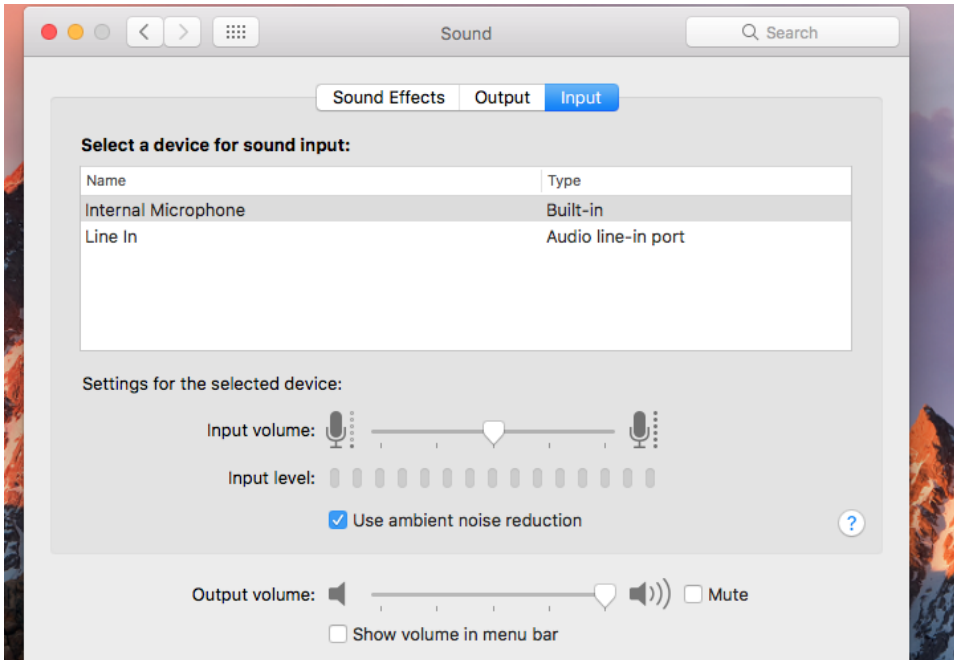 Sound
Search
Sound Effects Output Input
Select a device for sound input:
Name Type
Internal Microphone Built-in
Line In Audio line-in port
Settings for the selected device:
Input volume:
Input level:
Use ambient noise reduction ?
Output volume: Mute
Show volume in menu bar